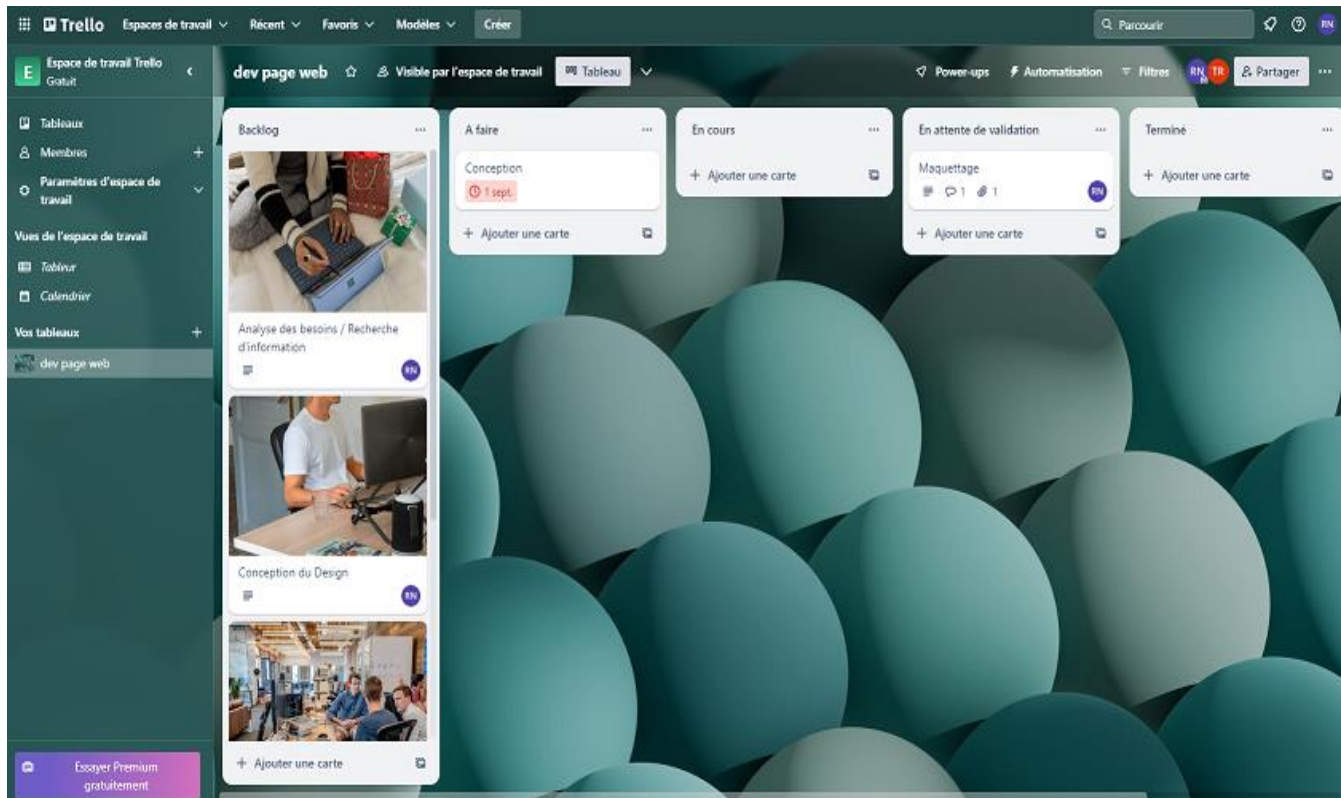 Trello
Espaces de travail
Récent
Favoris
Modèles
Créer
Parcourir
RN
E
Espace de travail Trello
Gratuit
dev page web
Visible par l'espace de travail
Tableau
Power-ups
Automatisation
Filtres
RN
TR
Partager
Tableaux
Membres
Paramètres d'espace de
travail
Vues de l'espace de travail
Tableur
Calendrier
Vos tableaux
dev page web
Essayer Premium
gratuitement
Backlog
Analyse des besoins / Recherche
d'information
RN
Conception du Design
RN
Ajouter une carte
A faire
Conception
1 sept.
Ajouter une carte
En cours
Ajouter une carte
En attente de validation
Maquettage
1
1
RN
Ajouter une carte
Terminé
Ajouter une carte